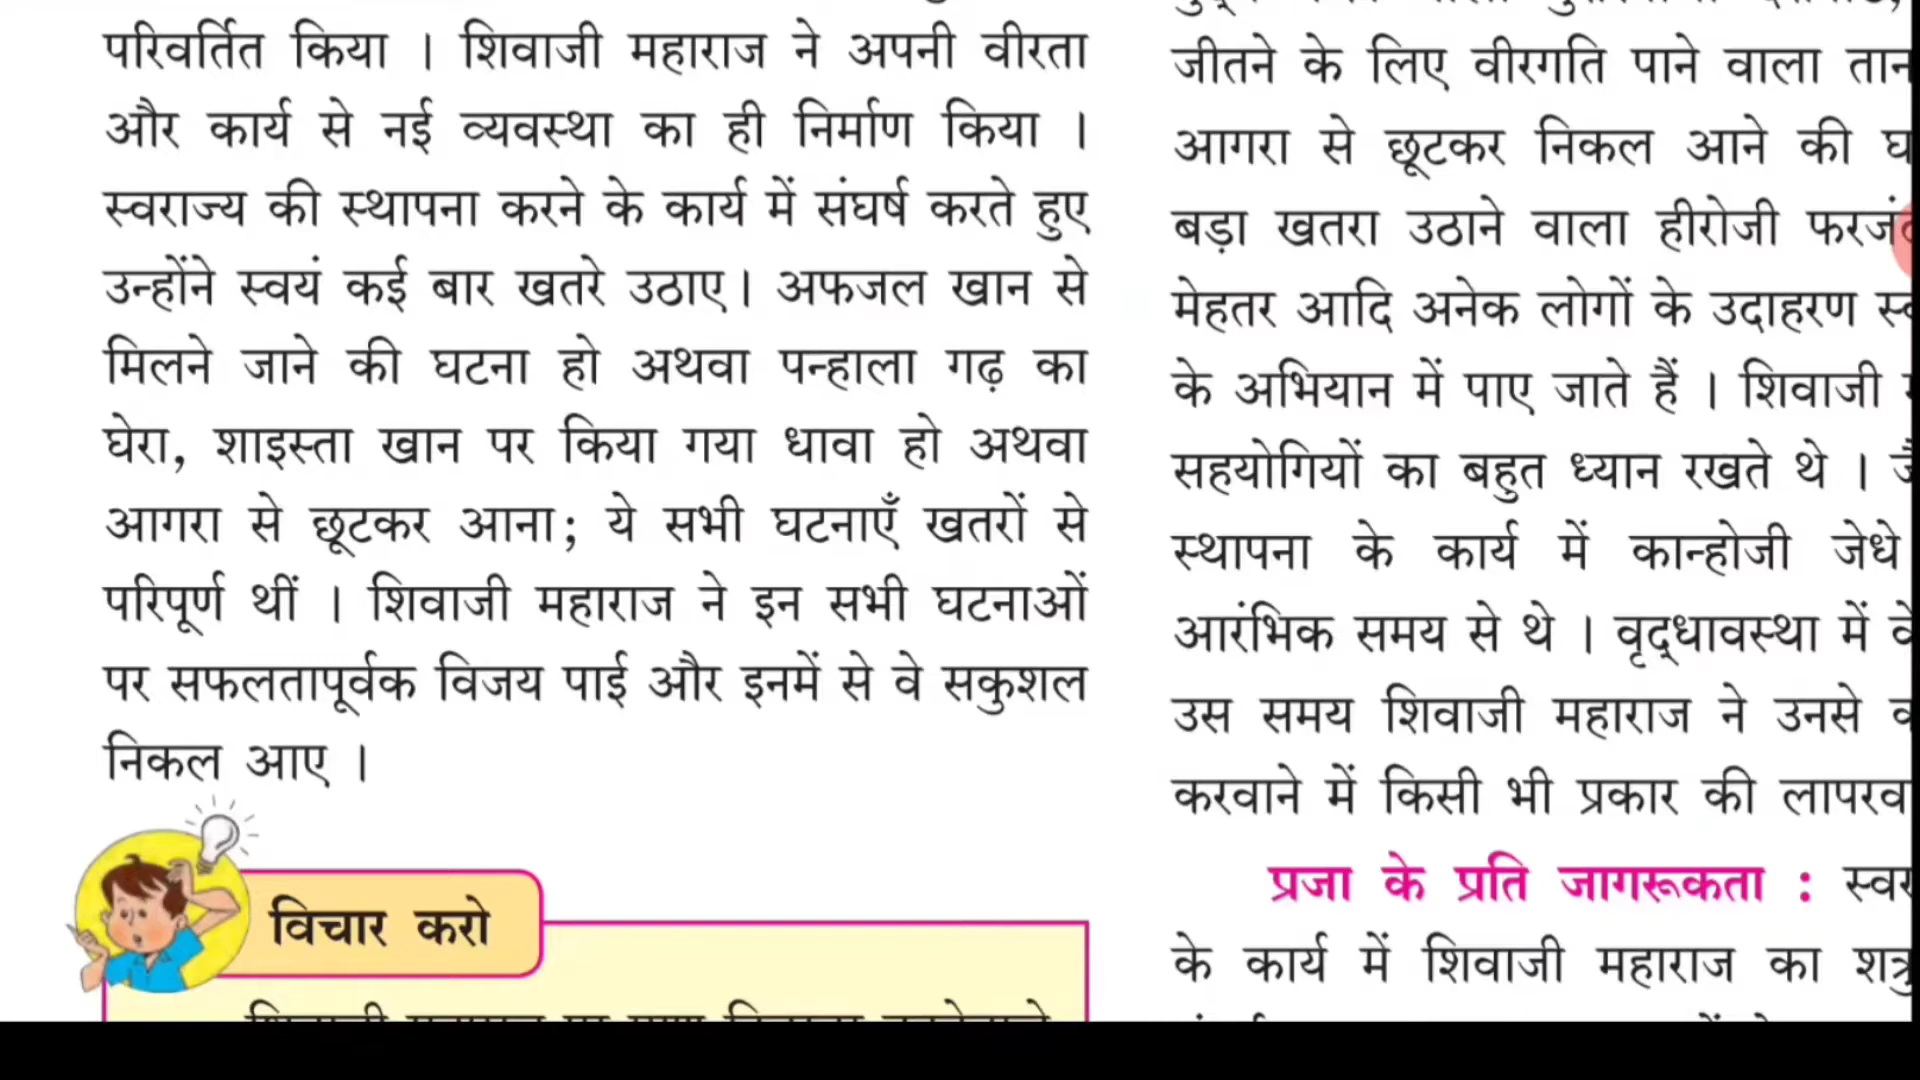 परिवर्तित किया । शिवाजी महाराज ने अपनी वीरता
और कार्य से नई व्यवस्था का ही निर्माण किया ।
स्वराज्य की स्थापना करने के कार्य में संघर्ष करते हुए
उन्होंने स्वयं कई बार खतरे उठाए। अफजल खान से
मिलने जाने की घटना हो अथवा पन्हाला गढ़ का
घेरा, शाइस्ता खान पर किया गया धावा हो अथवा
आगरा से छूटकर आना; ये सभी घटनाएँ खतरों से
परिपूर्ण थीं । शिवाजी महाराज ने इन सभी घटनाओं
पर सफलतापूर्वक विजय पाई और इनमें से वे सकुशल
निकल आए ।
विचार करो
जीतने के लिए वीरगति पाने वाला
आगरा से छूटकर निकल आने की
बड़ा खतरा उठाने वाला हीरोजी
मेहतर आदि अनेक लोगों के उदाहरण
के अभियान में पाए जाते हैं । शिवाजी
सहयोगियों का बहुत ध्यान रखते थे ।
स्थापना के कार्य में कान्होजी जेधे
आरंभिक समय से थे । वृद्धावस्था में
उस समय शिवाजी महाराज ने उनसे
करवाने में किसी भी प्रकार की
प्रजा के प्रति जागरूकता :
के कार्य में शिवाजी महाराज का